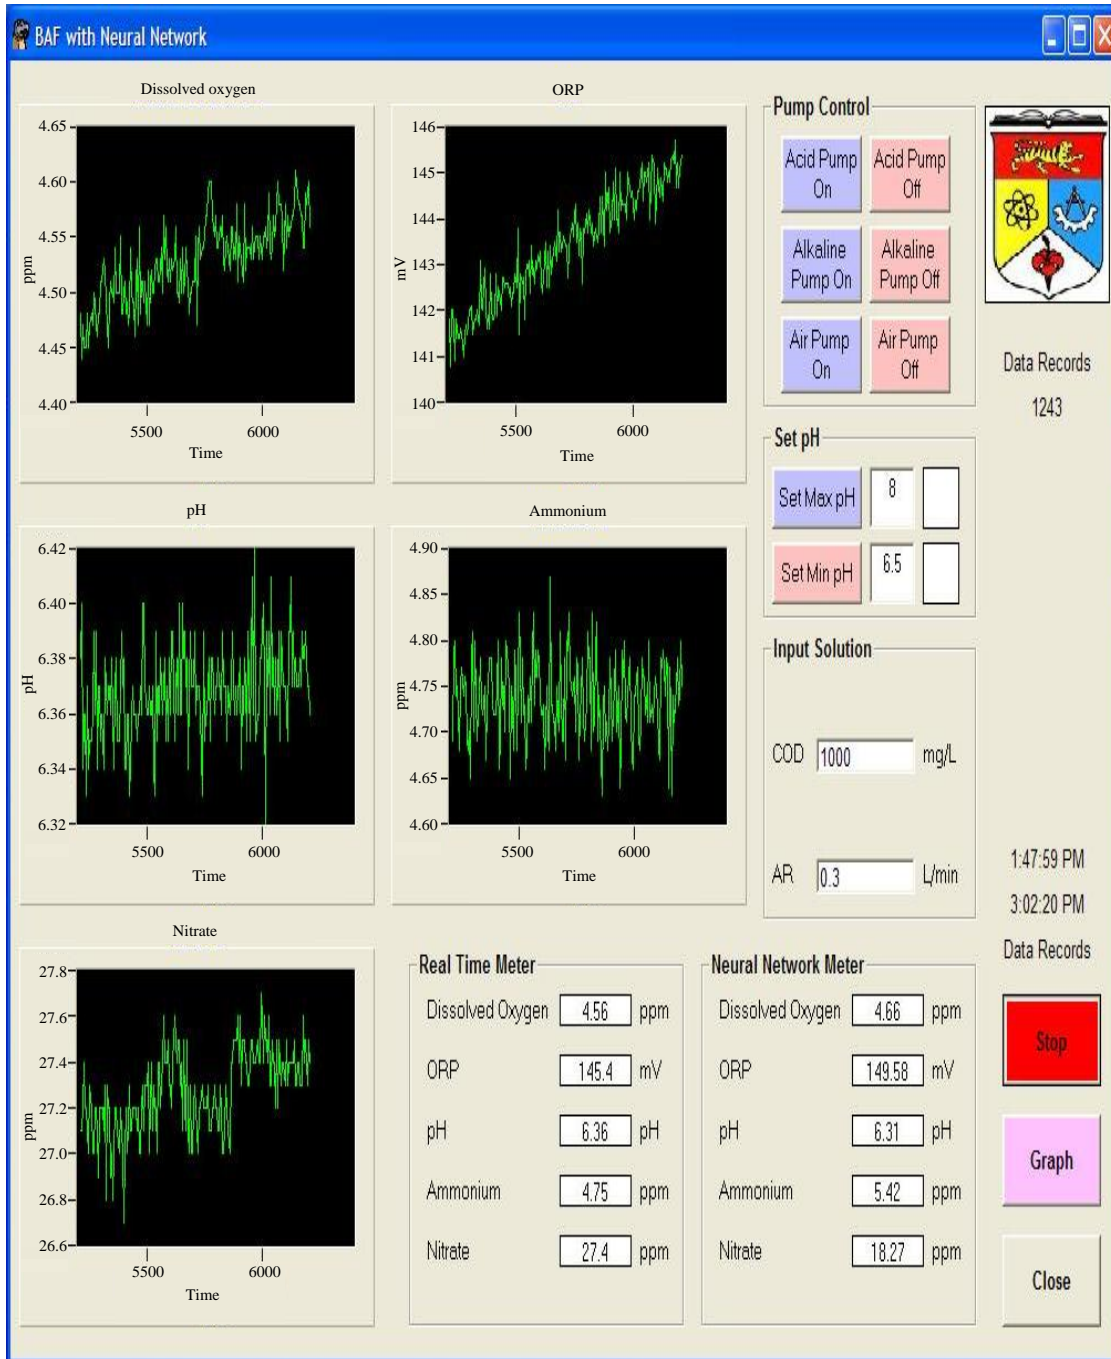 BAF with Neural Network
Dissolved oxygen
4.65
4.60
4.55
4.50
4.45
4.40
ppm
5500
6000
Time
ORP
146
145
144
143
142
141
140
mV
5500
6000
Time
Pump Control
Acid Pump
On
Acid Pump
Off
Alkaline
Pump On
Alkaline
Pump Off
Air Pump
On
Air Pump
Off
Data Records
1243
pH
6.42
6.40
6.38
6.36
6.34
6.32
pH
5500
6000
Time
Ammonium
4.90
4.85
4.80
4.75
4.70
4.65
4.60
ppm
5500
6000
Time
Set pH
Set Max pH
8
Set Min pH
6.5
Input Solution
COD 1000 mg/L
AR 0.3 L/min
1:47:59 PM
3:02:20 PM
Data Records
Nitrate
27.8
27.6
27.4
27.2
27.0
26.8
26.6
ppm
5500
6000
Time
Real Time Meter
Dissolved Oxygen 4.56 ppm
ORP 145.4 mV
pH 6.36 pH
Ammonium 4.75 ppm
Nitrate 27.4 ppm
Neural Network Meter
Dissolved Oxygen 4.66 ppm
ORP 149.58 mV
pH 6.31 pH
Ammonium 5.42 ppm
Nitrate 18.27 ppm
Stop
Graph
Close